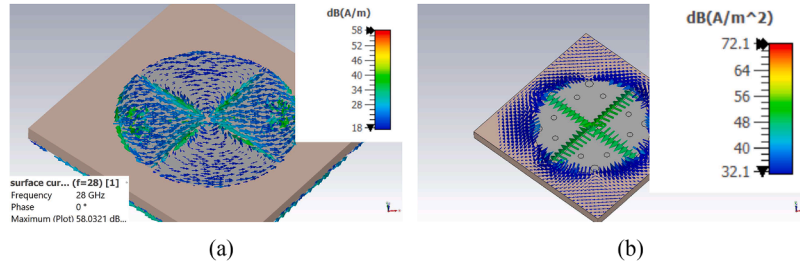 dB(A/m)
58
52
46
40
34
28
24
18
surface cur... (f=28) [1]
Frequency 28 GHz
Phase 0 °
Maximum (Plot) 58.0321 dB...
(a)
dB(A/m^2)
72.1
64
56
48
40
32.1
(b)